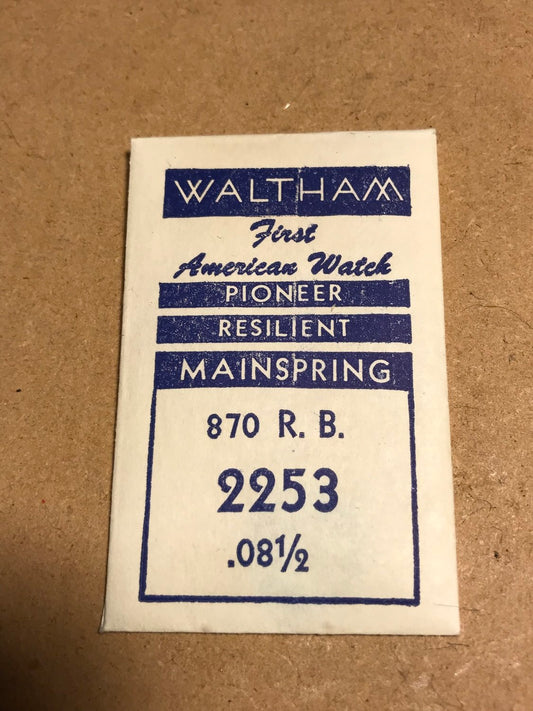 WALTHAM
First
American Watch
PIONEER
RESILIENT
MAINSPRING
870 R. B.
2253
.08½